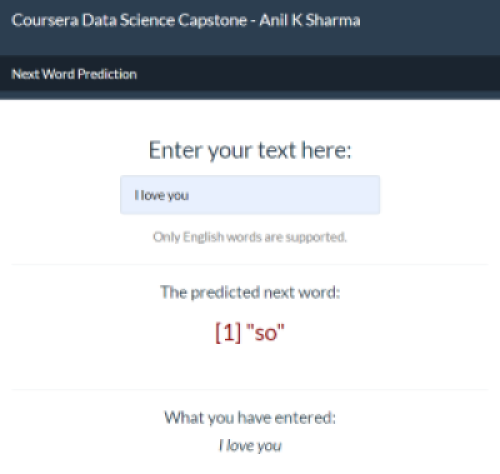 Coursera Data Science Capstone - Anil K Sharma
Next Word Prediction
Enter your text here:
I love you
Only English words are supported.
The predicted next word:
[1] "so"
What you have entered:
I love you